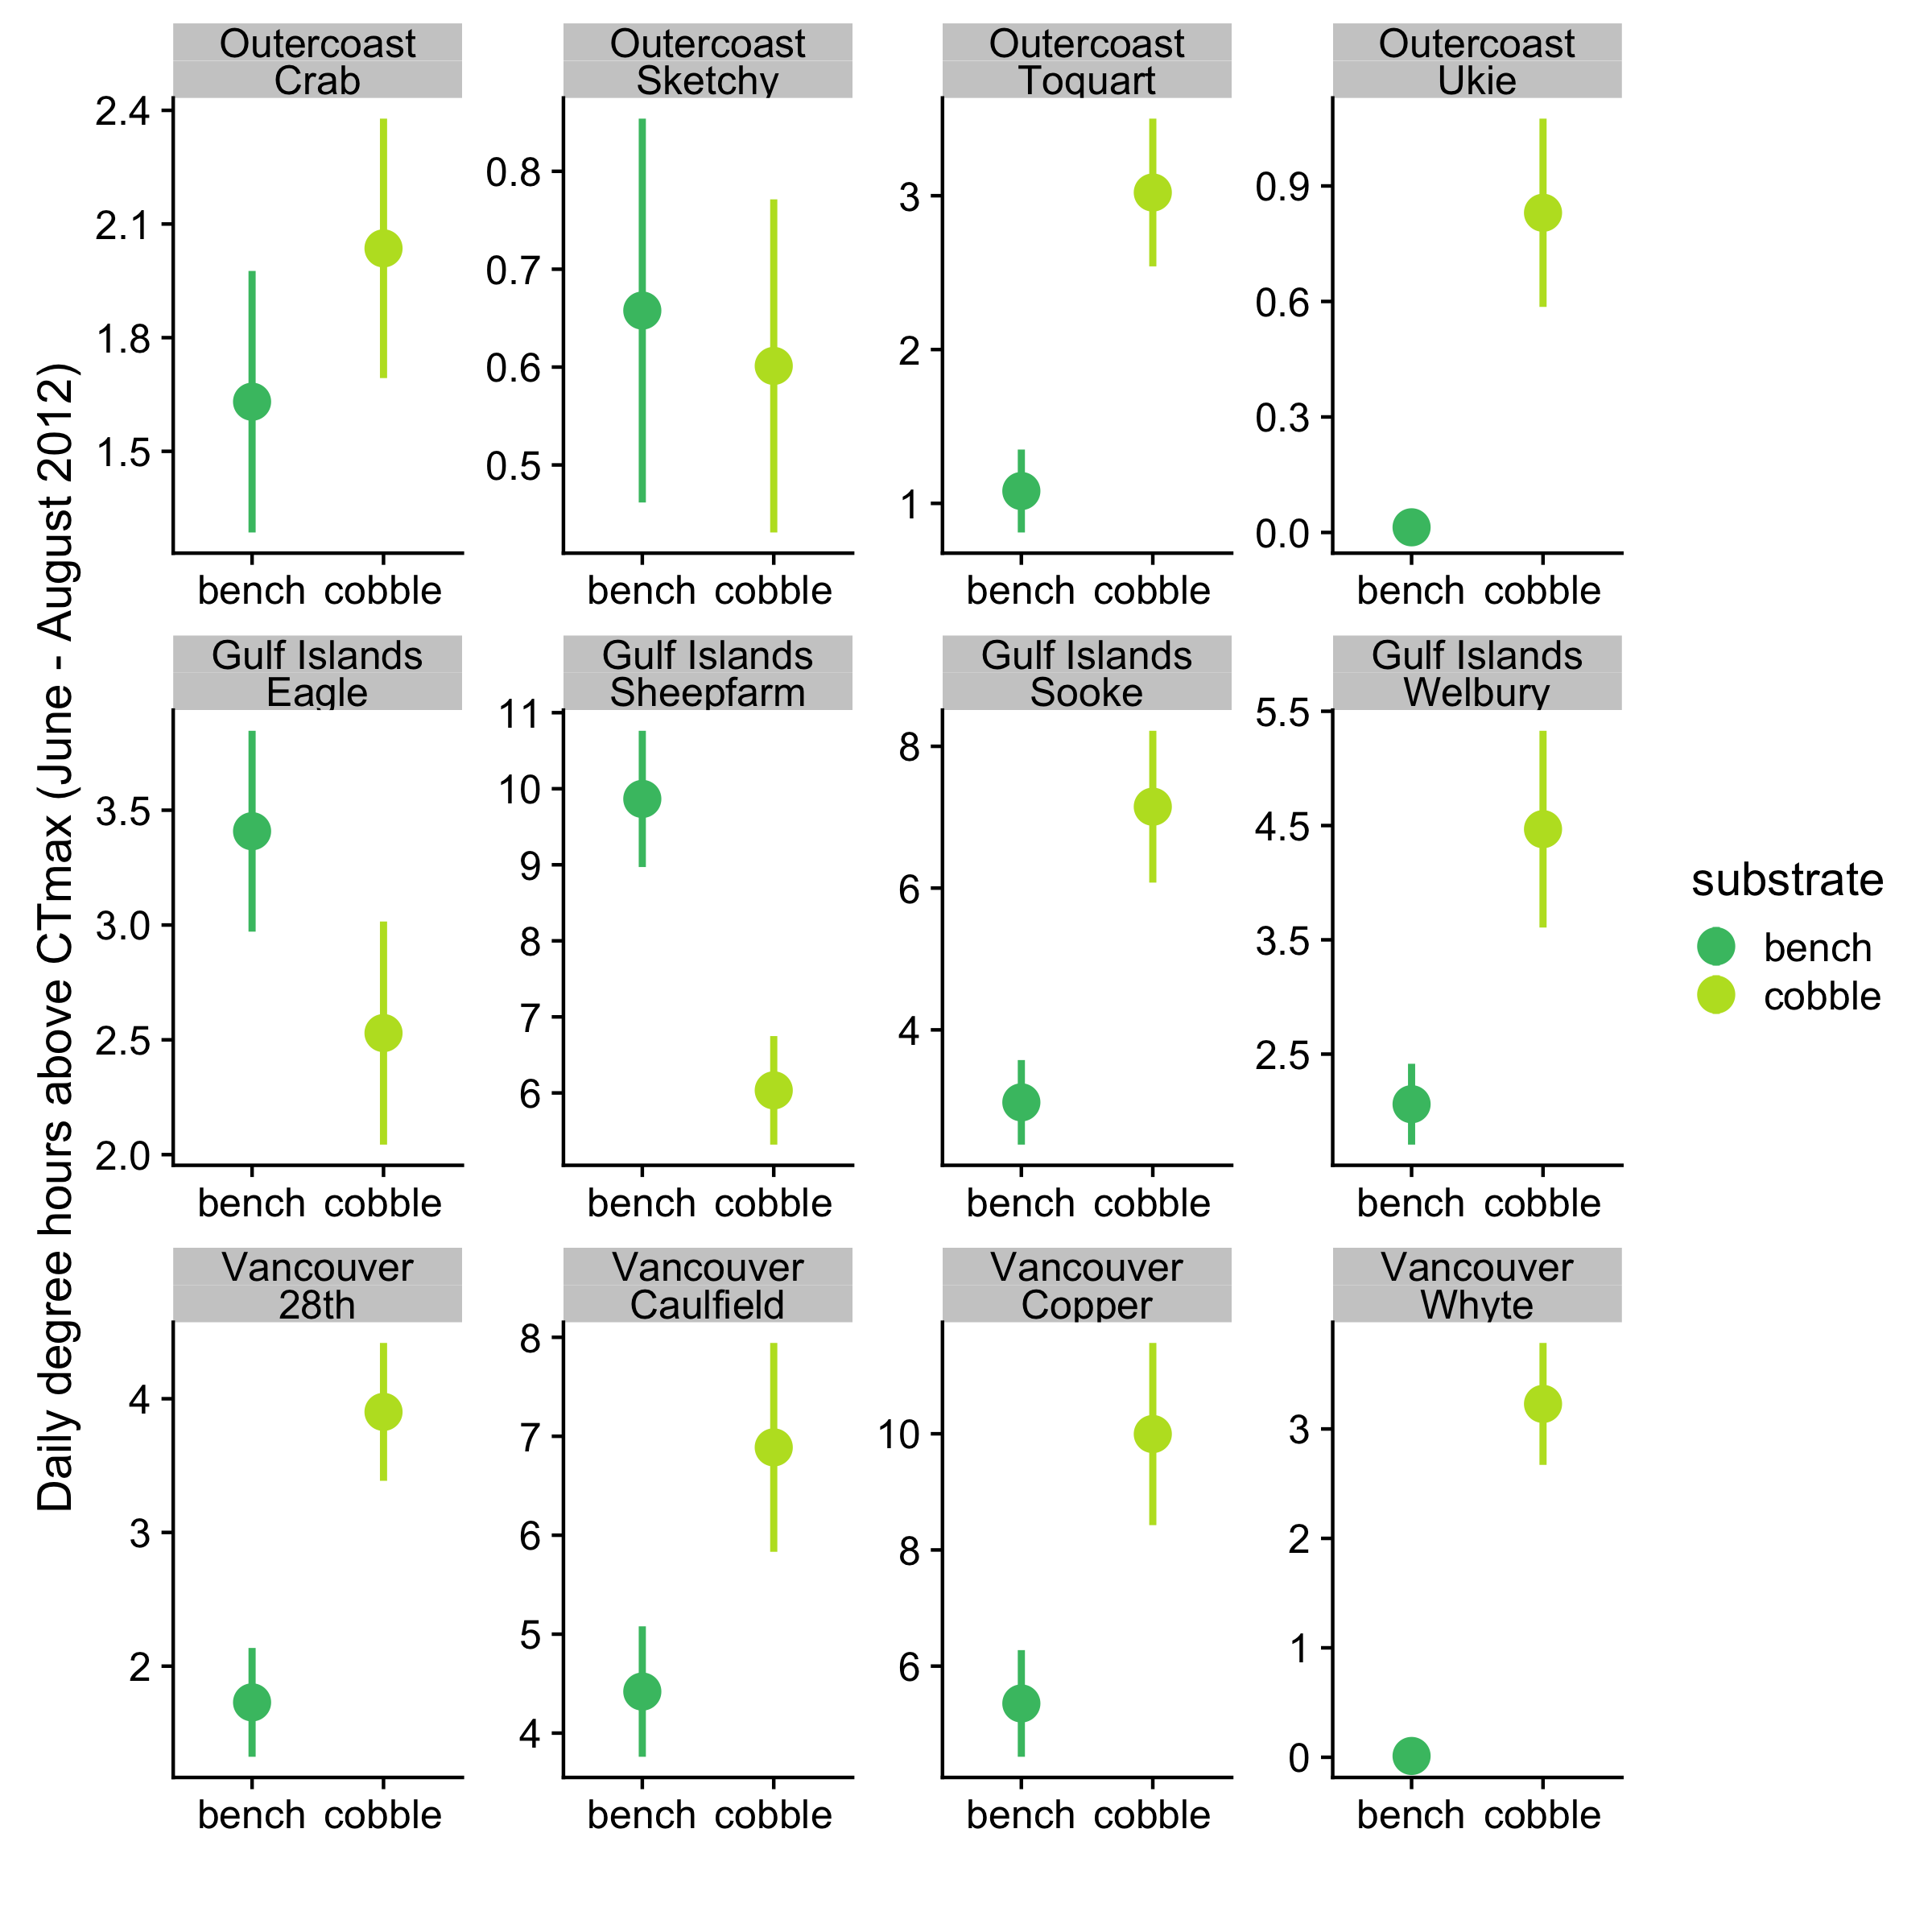 Daily degree hours above CTmax (June - August 2012)
Outercoast
Crab
2.4
2.1
1.8
1.5
bench cobble
Outercoast
Sketchy
0.8
0.7
0.6
0.5
bench cobble
Outercoast
Toquart
3
2
1
bench cobble
Outercoast
Ukie
0.9
0.6
0.3
0.0
bench cobble
Gulf Islands
Eagle
3.5
3.0
2.5
2.0
bench cobble
Gulf Islands
Sheepfarm
11
10
9
8
7
6
bench cobble
Gulf Islands
Sooke
8
6
4
bench cobble
Gulf Islands
Welbury
5.5
4.5
3.5
2.5
bench cobble
Vancouver
28th
4
3
2
bench cobble
Vancouver
Caulfield
8
7
6
5
4
bench cobble
Vancouver
Copper
10
8
6
bench cobble
Vancouver
Whyte
3
2
1
0
bench cobble
substrate
bench
cobble